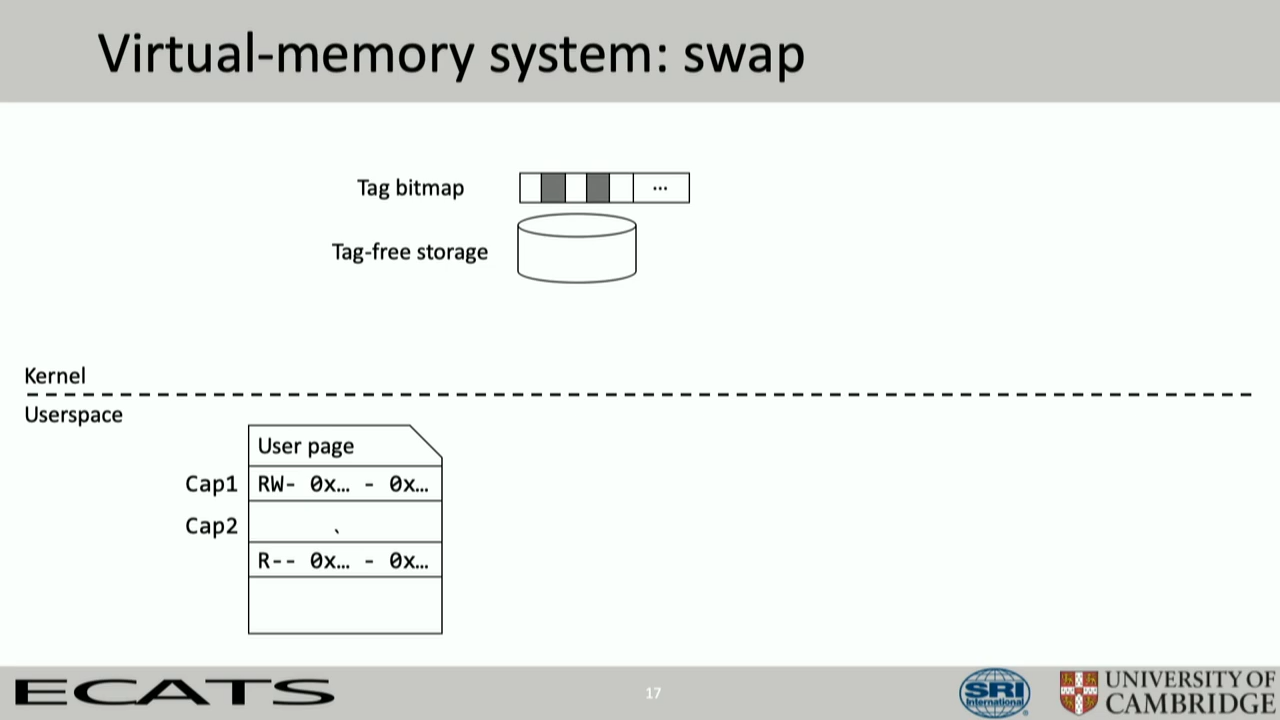 Virtual-memory system: swap
Tag bitmap
...
Tag-free storage
Kernel
Userspace
User page
Cap1 RW- 0x… - 0x…
Cap2
R-- 0x… - 0x…
ECATS
17
SRI
International
UNIVERSITY OF
CAMBRIDGE